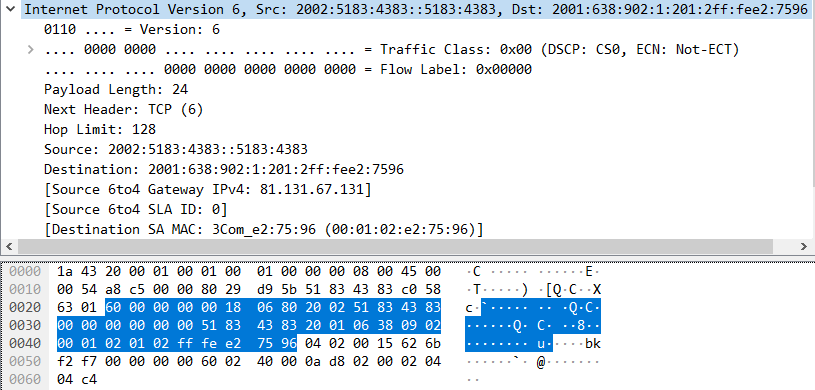 Internet Protocol Version 6, Src: 2002:5183:4383::5183:4383, Dst: 2001:638:902:1:201:2ff:fee2:7596
0110 .... = Version: 6
.... 0000 0000 .... .... .... .... .... = Traffic Class: 0x00 (DSCP: CS0, ECN: Not-ECT)
.... .... .... 0000 0000 0000 0000 0000 = Flow Label: 0x00000
Payload Length: 24
Next Header: TCP (6)
Hop Limit: 128
Source: 2002:5183:4383::5183:4383
Destination: 2001:638:902:1:201:2ff:fee2:7596
[Source 6to4 Gateway IPv4: 81.131.67.131]
[Source 6to4 SLA ID: 0]
[Destination SA MAC: 3Com_e2:75:96 (00:01:02:e2:75:96)]
0000 1a 43 20 00 01 00 01 00 01 00 00 00 08 00 45 00 ·C ····· ······E·
0010 00 54 a8 c5 00 00 80 29 d9 5b 51 83 43 83 c0 58 ·T·····) ·[Q·C··X
0020 63 01 60 00 00 00 00 18 06 80 20 02 51 83 43 83 c·`····· ·· ·Q·C·
0030 00 00 00 00 00 00 51 83 43 83 20 01 06 38 09 02 ······Q· C· ··8··
0040 00 01 02 01 02 ff fe e2 75 96 04 02 00 15 62 6b ········ u·····bk
0050 f2 f7 00 00 00 00 60 02 40 00 0a d8 02 00 02 04 ······`· @·······
0060 04 c4 ··